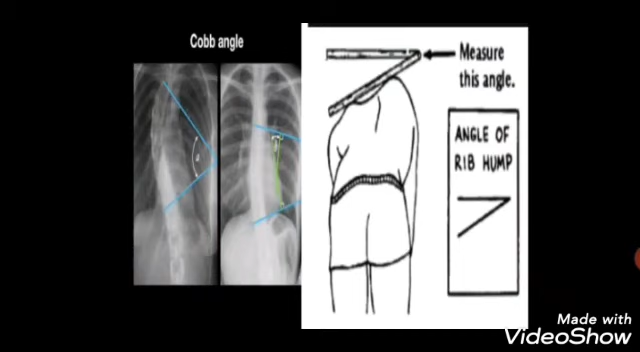 Cobb angle
Measure
this angle.
ANGLE OF
RIB HUMP
Made with
VideoShow